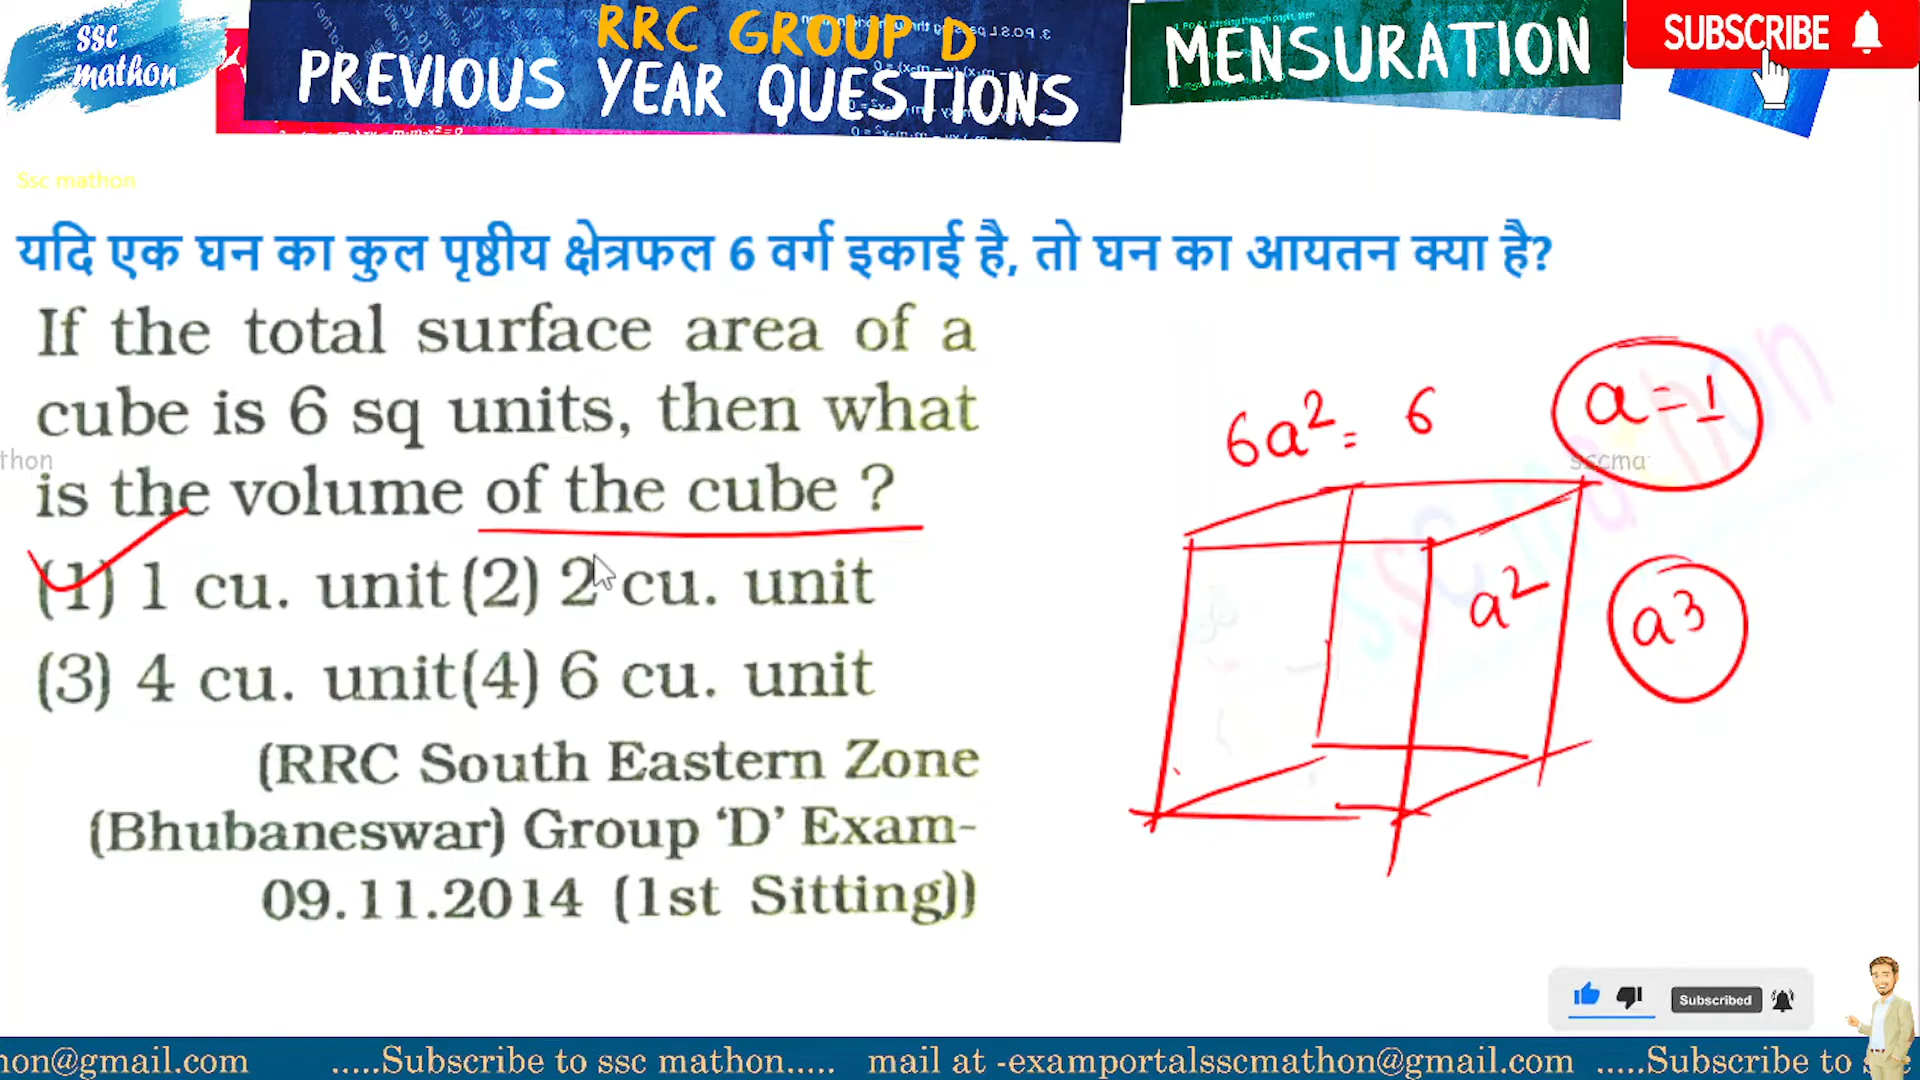 ssc
mathon
RRC GROUP D
PREVIOUS YEAR QUESTIONS
MENSURATION
SUBSCRIBE
Ssc mathon
यदि एक घन का कुल पृष्ठीय क्षेत्रफल 6 वर्ग इकाई है, तो घन का आयतन क्या है?
If the total surface area of a
cube is 6 sq units, then what
is the volume of the cube ?
(1) 1 cu. unit (2) 2 cu. unit
(3) 4 cu. unit (4) 6 cu. unit
(RRC South Eastern Zone
(Bhubaneswar) Group ‘D’ Exam-
09.11.2014 (1st Sitting))
6a² = 6
a = 1
a²
a³
thon
sscma
Subscribed
hon@gmail.com .....Subscribe to ssc mathon..... mail at -examportalsscmathon@gmail.com .....Subscribe to s